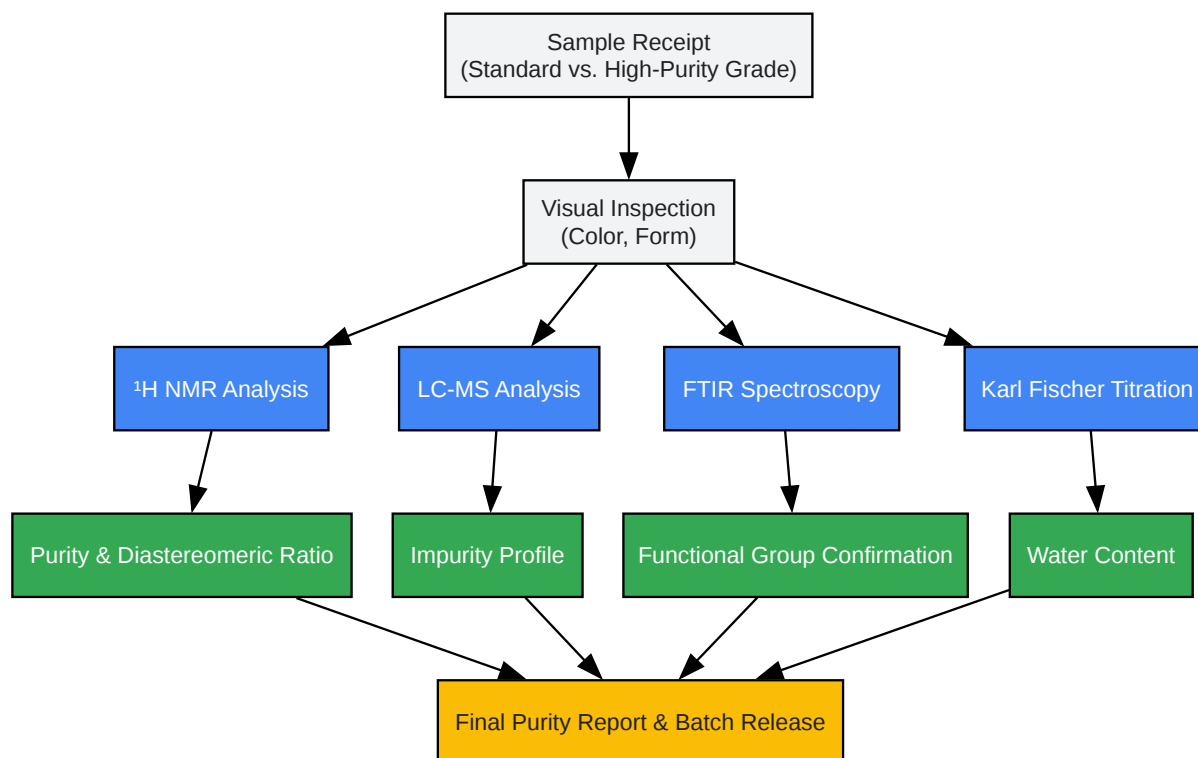 Sample Receipt
(Standard vs. High-Purity Grade)
Visual Inspection
(Color, Form)
¹H NMR Analysis
LC-MS Analysis
FTIR Spectroscopy
Karl Fischer Titration
Purity & Diastereomeric Ratio
Impurity Profile
Functional Group Confirmation
Water Content
Final Purity Report & Batch Release